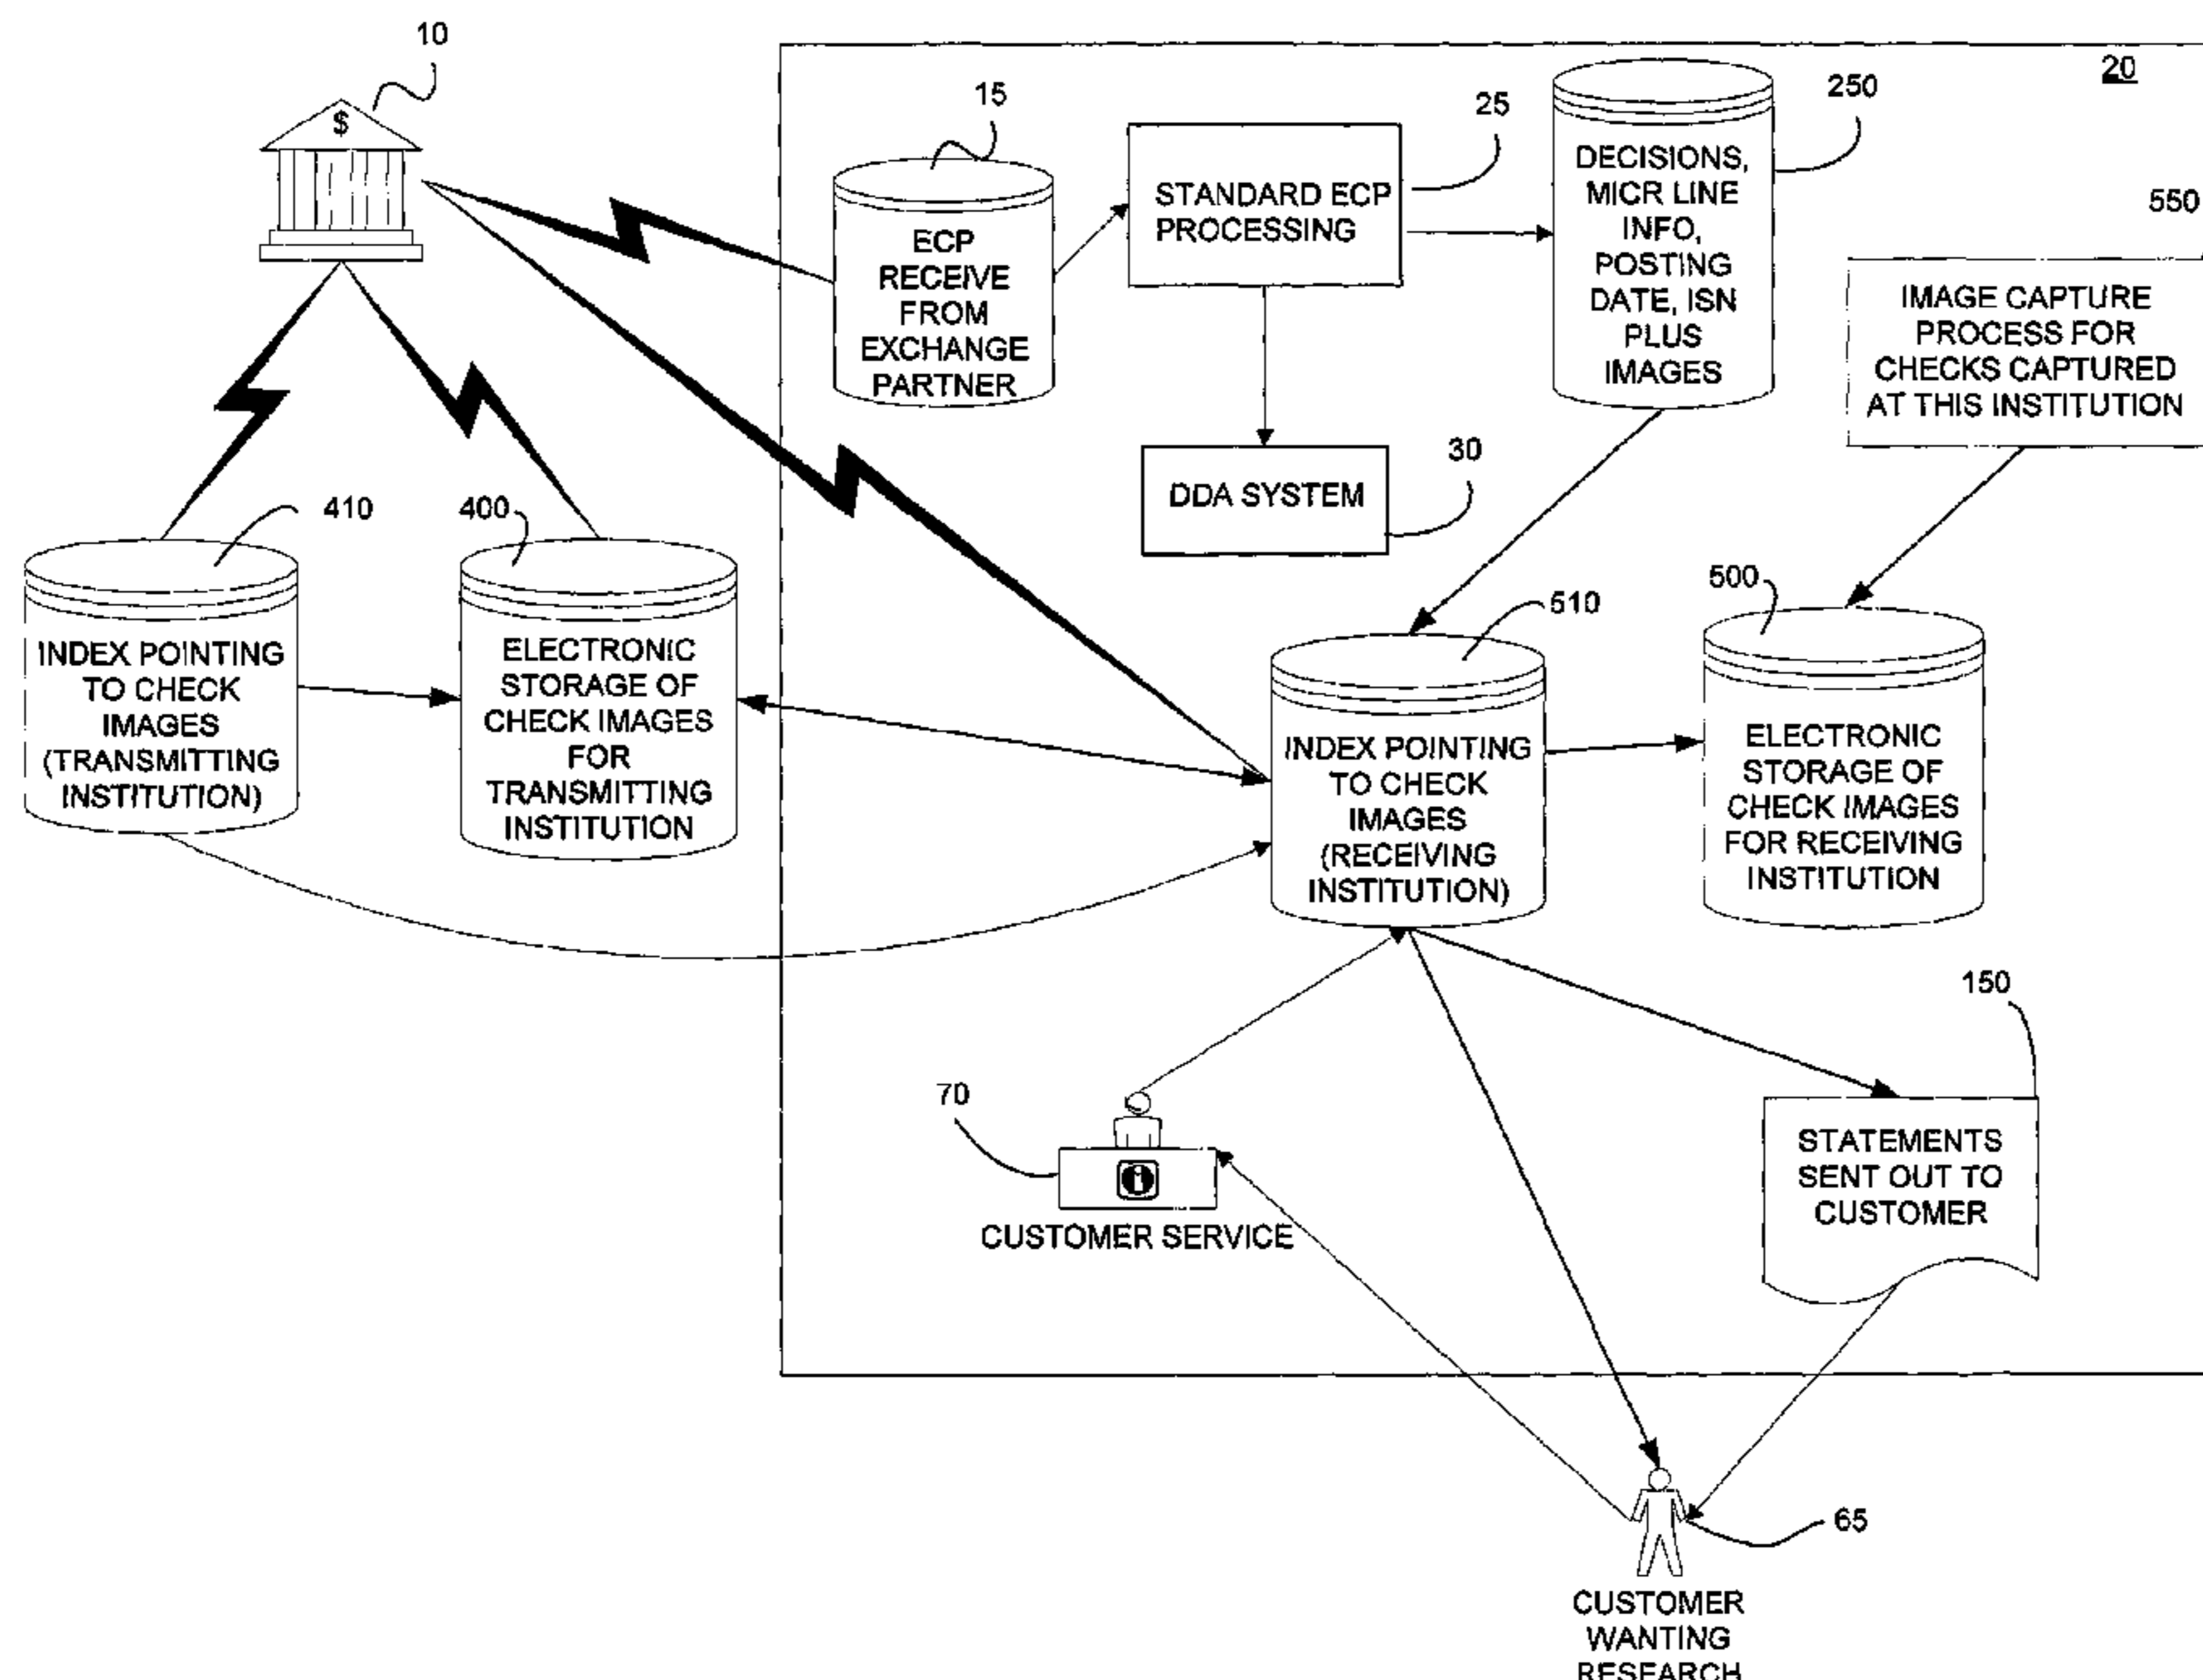 10
$
20
15
ECP
RECEIVE
FROM
EXCHANGE
PARTNER
25
STANDARD ECP
PROCESSING
250
DECISIONS,
MICR LINE
INFO,
POSTING
DATE, ISN
PLUS
IMAGES
550
IMAGE CAPTURE
PROCESS FOR
CHECKS CAPTURED
AT THIS INSTITUTION
30
DDA SYSTEM
410
INDEX POINTING
TO CHECK
IMAGES
(TRANSMITTING
INSTITUTION)
400
ELECTRONIC
STORAGE OF
CHECK IMAGES
FOR
TRANSMITTING
INSTITUTION
510
INDEX POINTING
TO CHECK
IMAGES
(RECEIVING
INSTITUTION)
500
ELECTRONIC
STORAGE OF
CHECK IMAGES
FOR RECEIVING
INSTITUTION
70
i
CUSTOMER SERVICE
150
STATEMENTS
SENT OUT TO
CUSTOMER
65
CUSTOMER
WANTING
RESEARCH